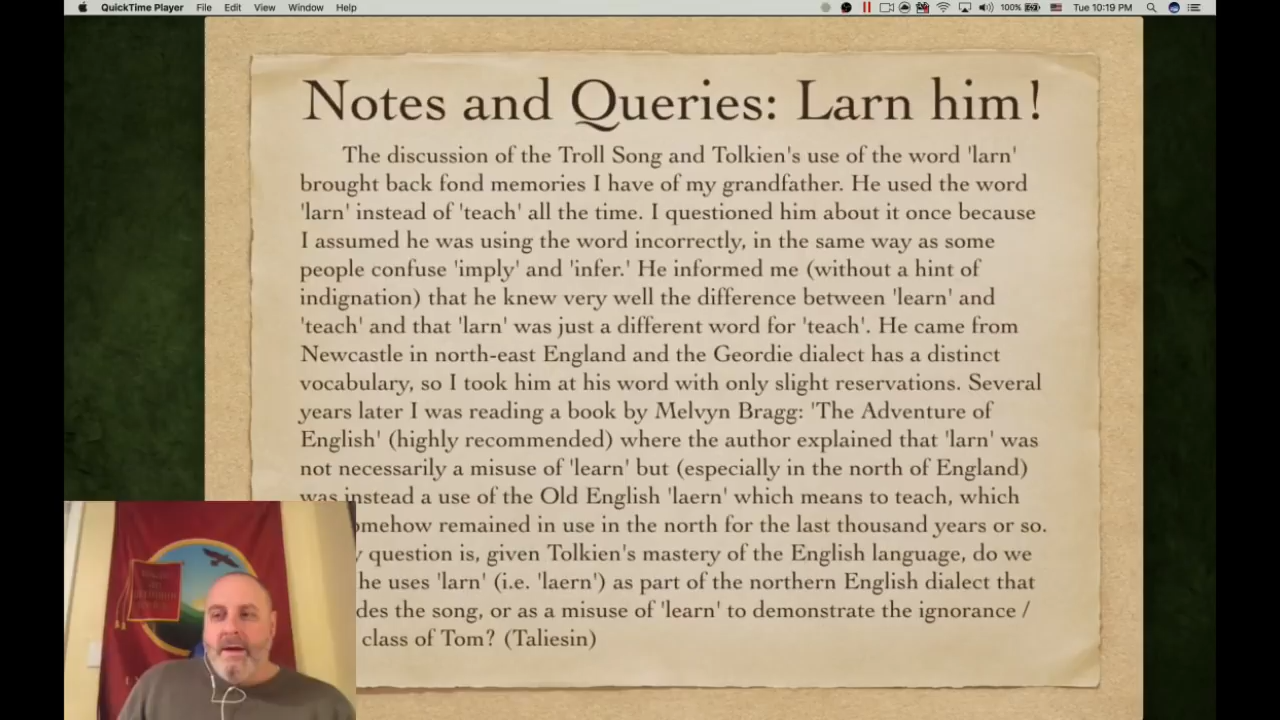 QuickTime Player File Edit View Window Help 100% Tue 10:19 PM
Notes and Queries: Larn him!
The discussion of the Troll Song and Tolkien's use of the word 'larn'
brought back fond memories I have of my grandfather. He used the word
'larn' instead of 'teach' all the time. I questioned him about it once because
I assumed he was using the word incorrectly, in the same way as some
people confuse 'imply' and 'infer.' He informed me (without a hint of
indignation) that he knew very well the difference between 'learn' and
'teach' and that 'larn' was just a different word for 'teach'. He came from
Newcastle in north-east England and the Geordie dialect has a distinct
vocabulary, so I took him at his word with only slight reservations. Several
years later I was reading a book by Melvyn Bragg: 'The Adventure of
English' (highly recommended) where the author explained that 'larn' was
not necessarily a misuse of 'learn' but (especially in the north of England)
was instead a use of the Old English 'laern' which means to teach, which
omehow remained in use in the north for the last thousand years or so.
y question is, given Tolkien's mastery of the English language, do we
he uses 'larn' (i.e. 'laern') as part of the northern English dialect that
des the song, or as a misuse of 'learn' to demonstrate the ignorance /
class of Tom? (Taliesin)